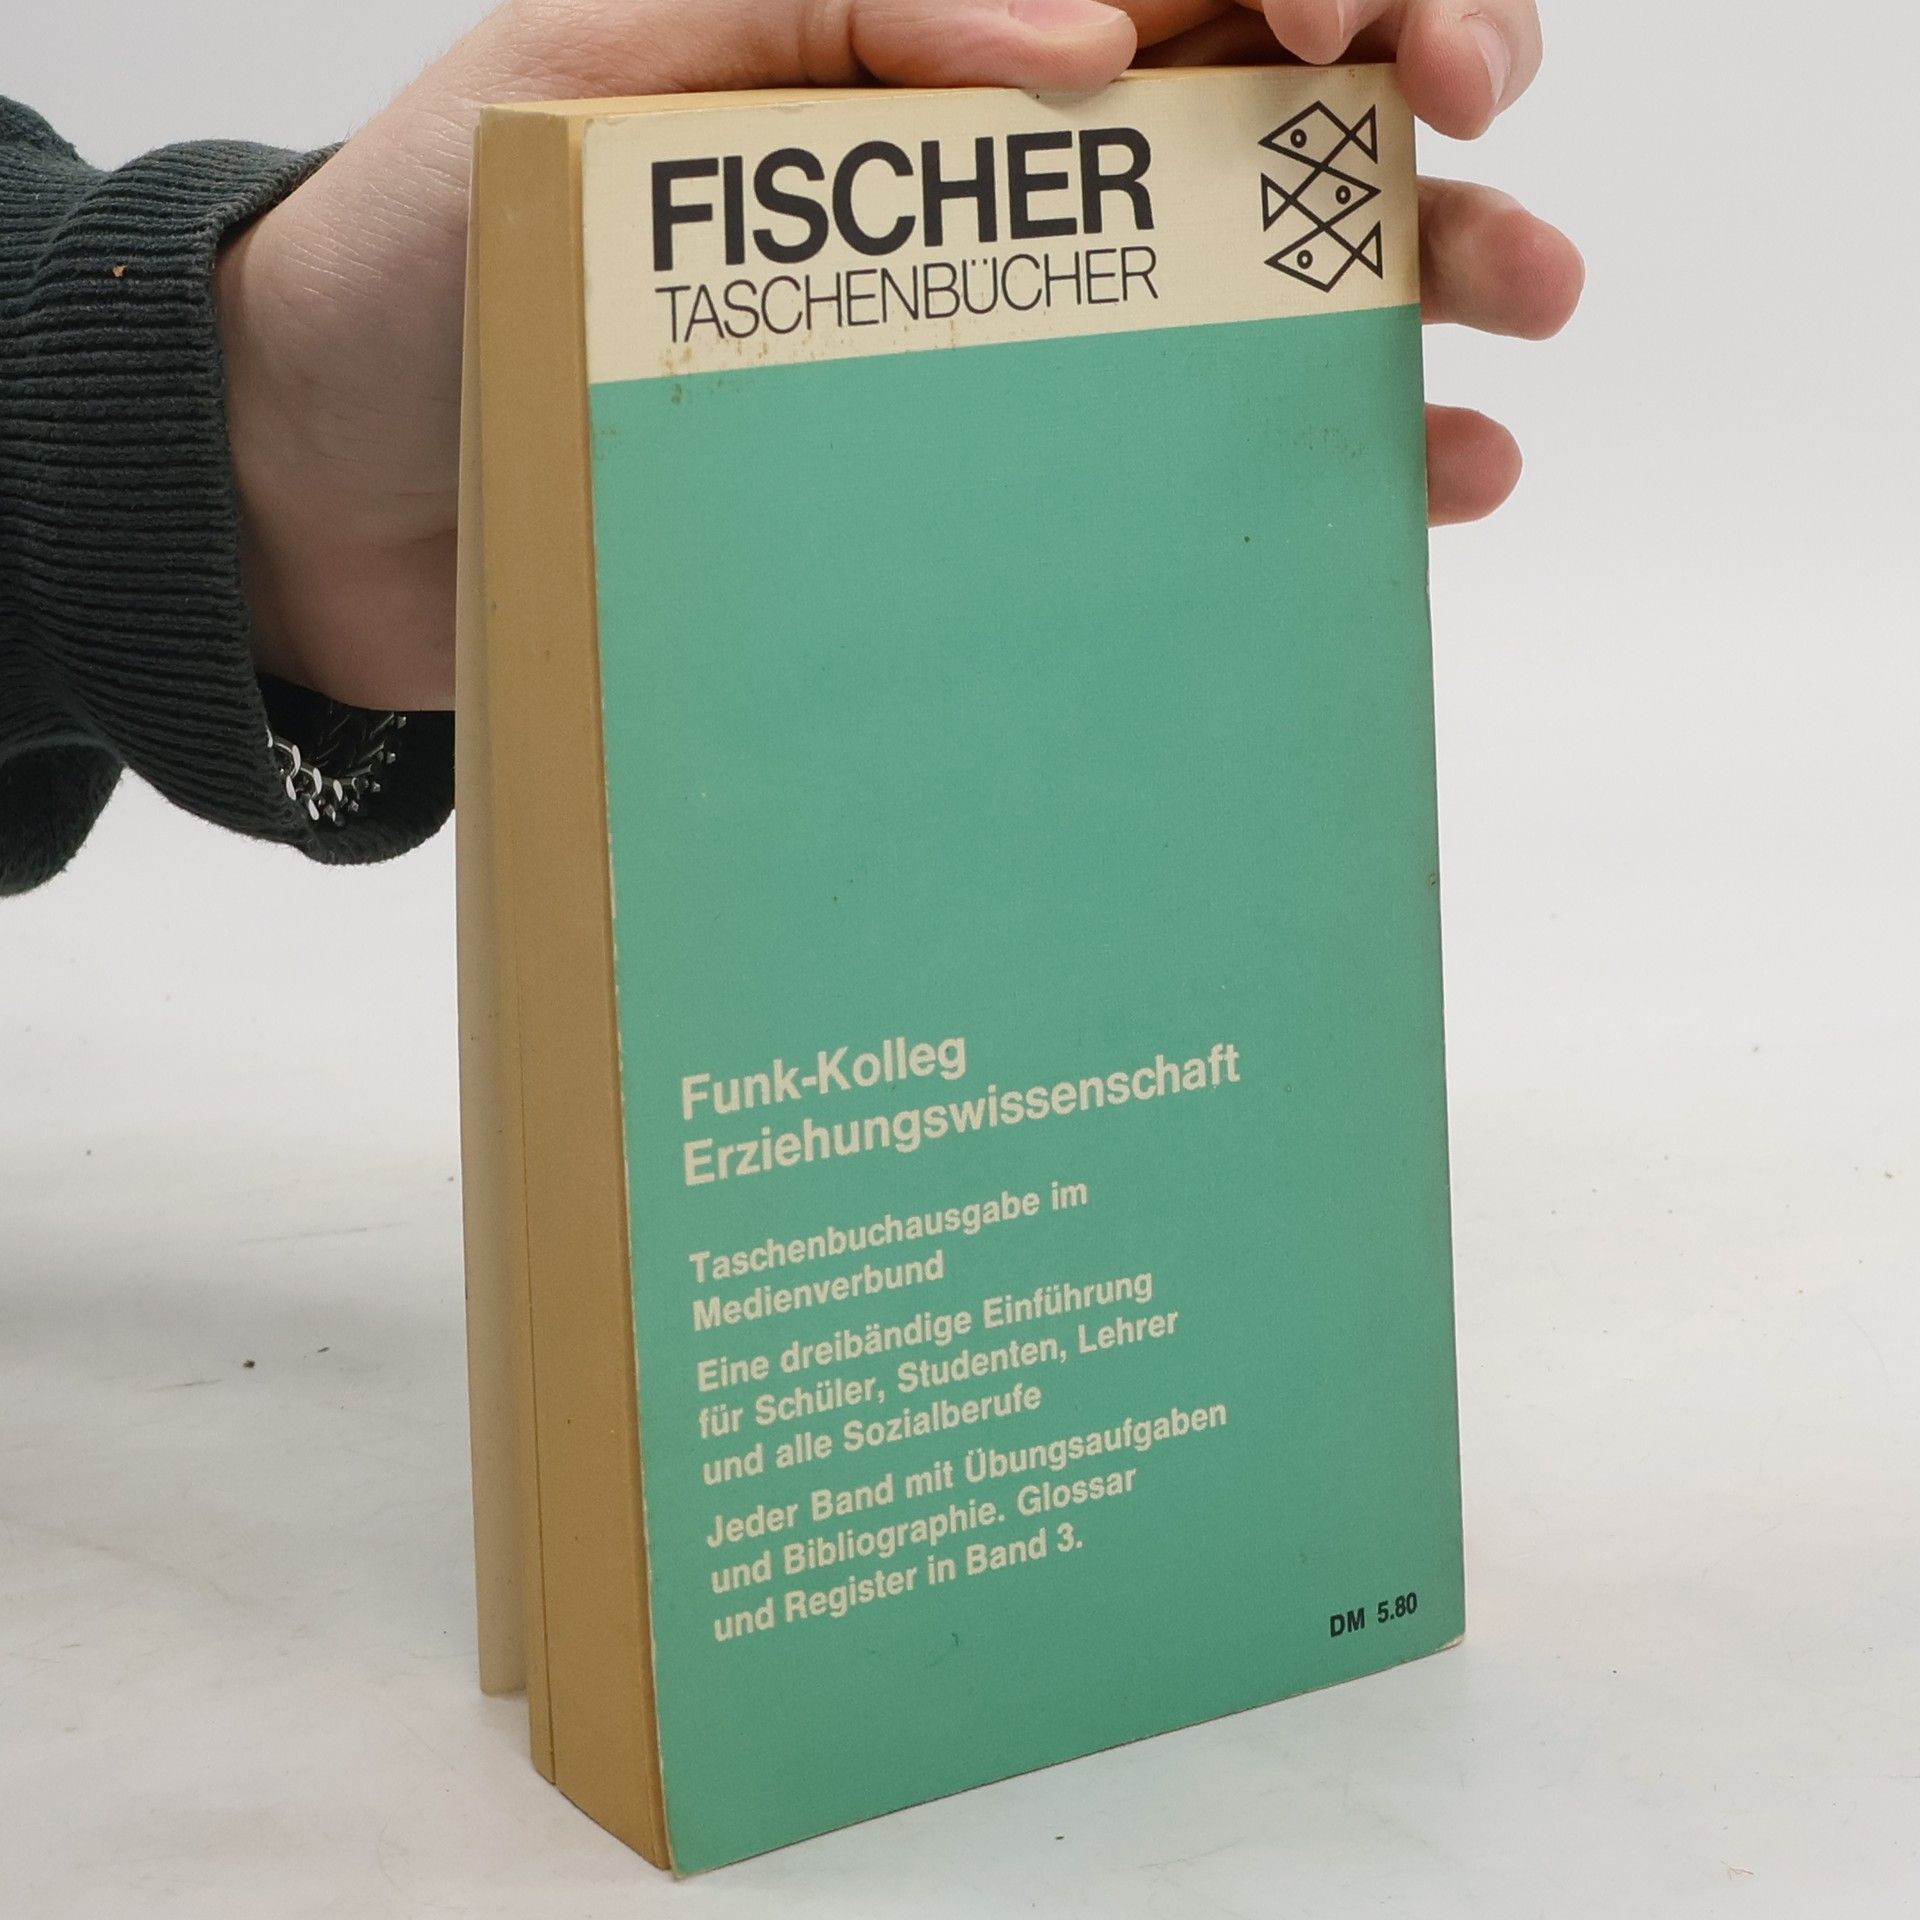 FISCHER
TASCHENBÜCHER
Funk-Kolleg
Erziehungswissenschaft
Taschenbuchausgabe im
Medienverbund
Eine dreibändige Einführung
für Schüler, Studenten, Lehrer
und alle Sozialberufe
Jeder Band mit Übungsaufgaben
und Bibliographie. Glossar
und Register in Band 3.
DM 5.80